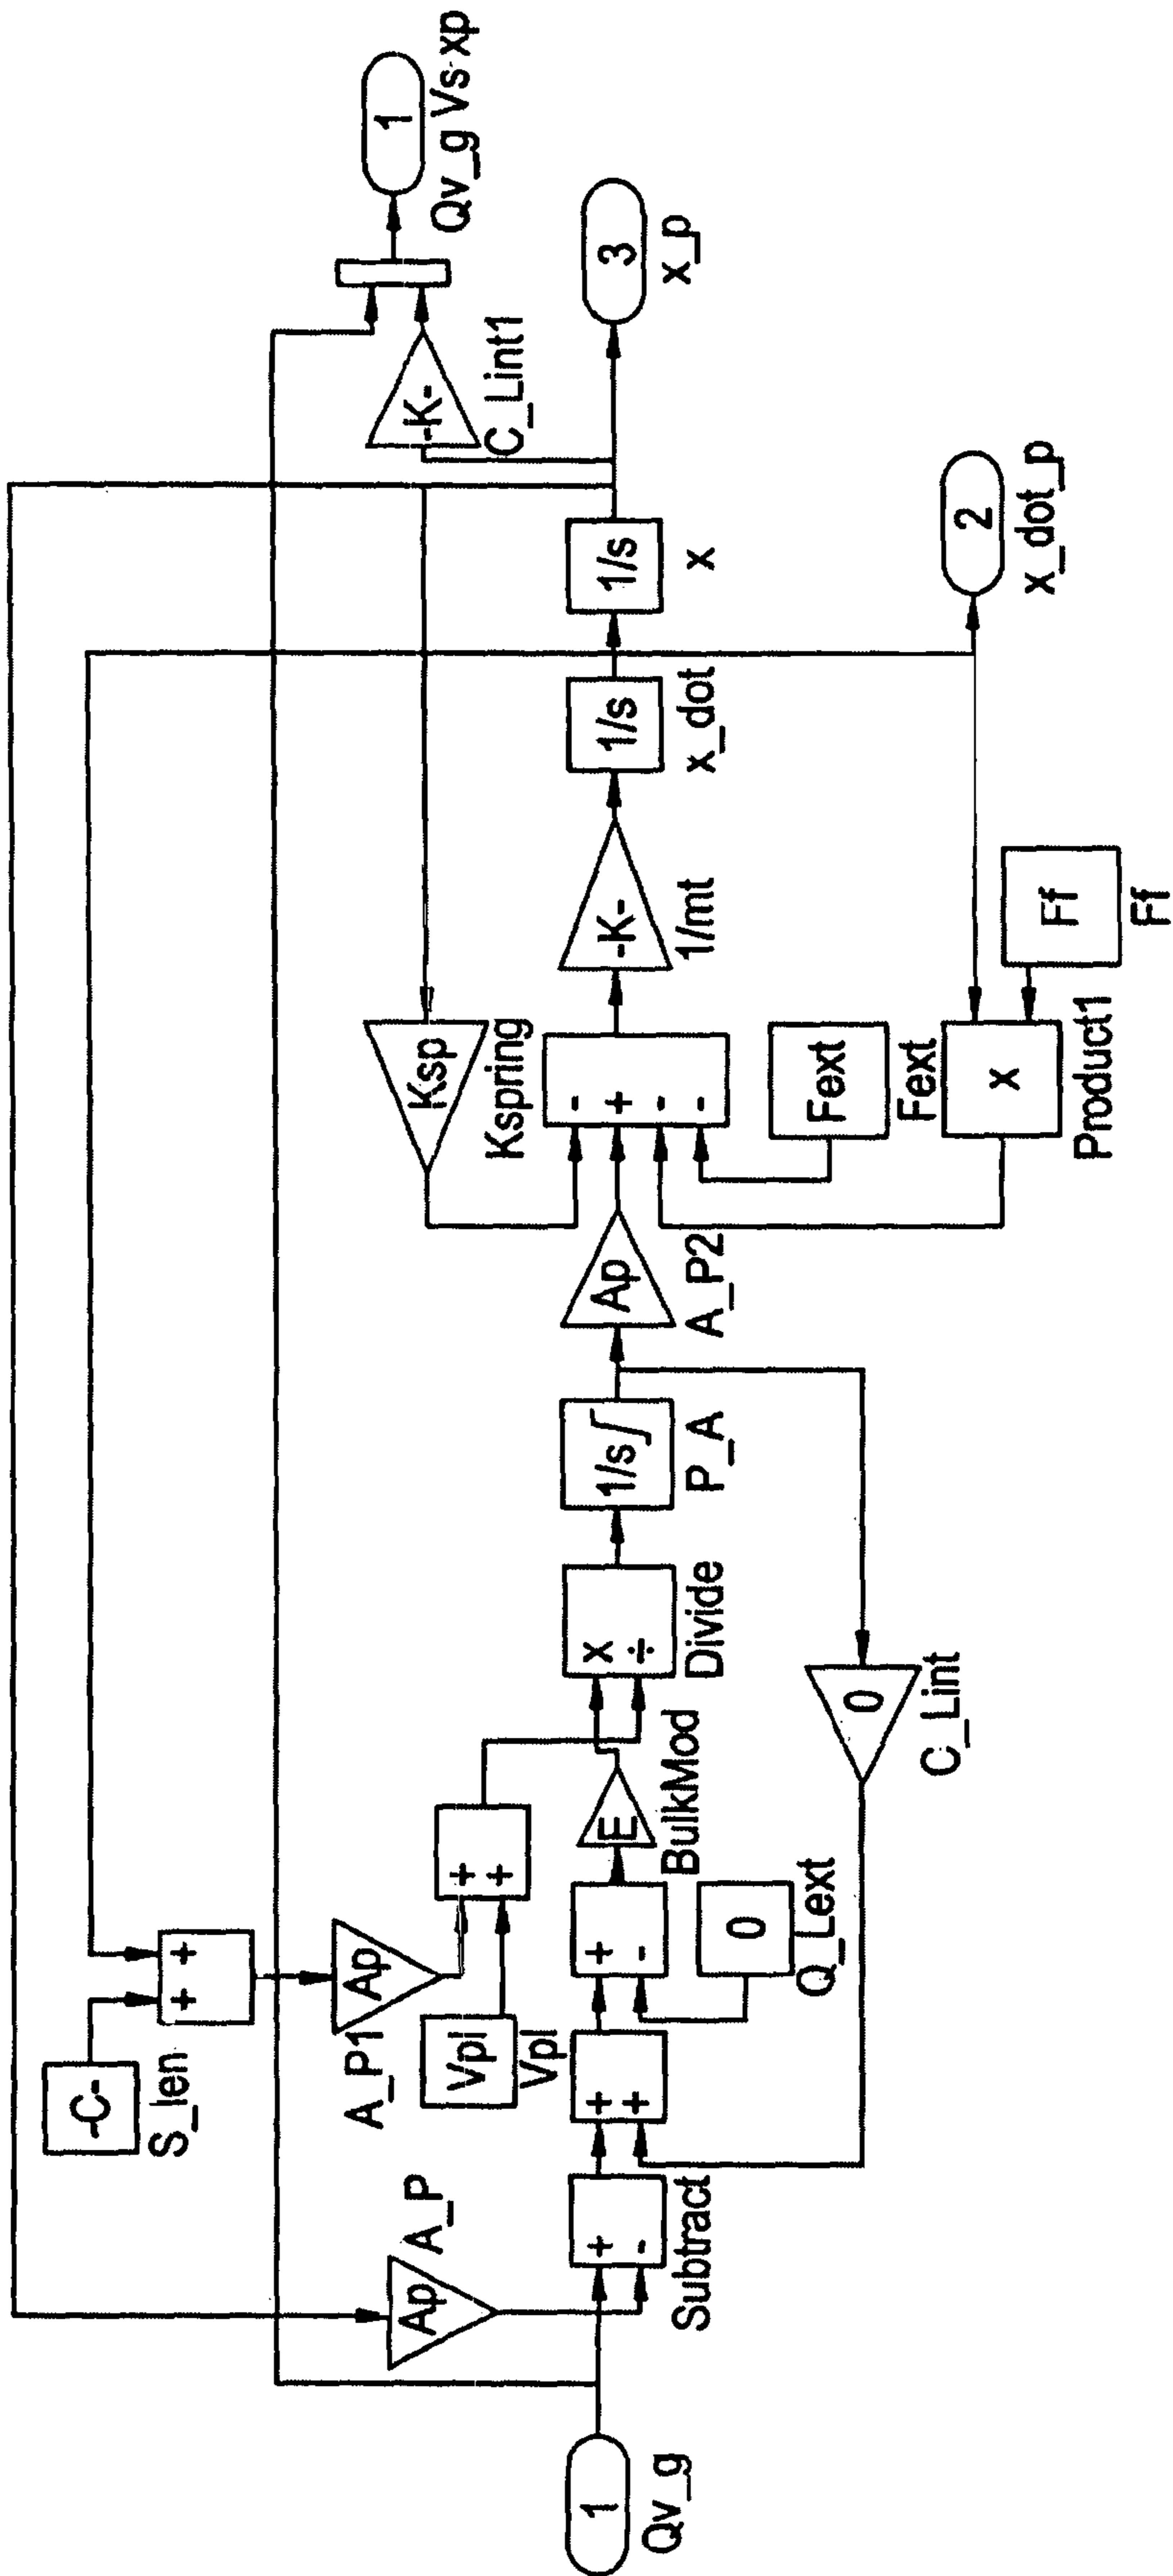 -C-
S_len
Ap
A_P
Ap
A_P1
Vpi
Vpi
+
+
+
+
1
Qv_g
+
-
Subtract
+
+
+
-
0
Q_Lext
E
BulkMod
x
÷
Divide
1/s
P_A
0
C_Lint
Ap
A_P2
Ksp
Kspring
-
+
-
-
Fext
Fext
x
Product1
Ff
Ff
-K-
1/mt
1/s
x_dot
1/s
x
-K-
C_Lint1
1
Qv_g Vs xp
3
x_p
2
x_dot_p